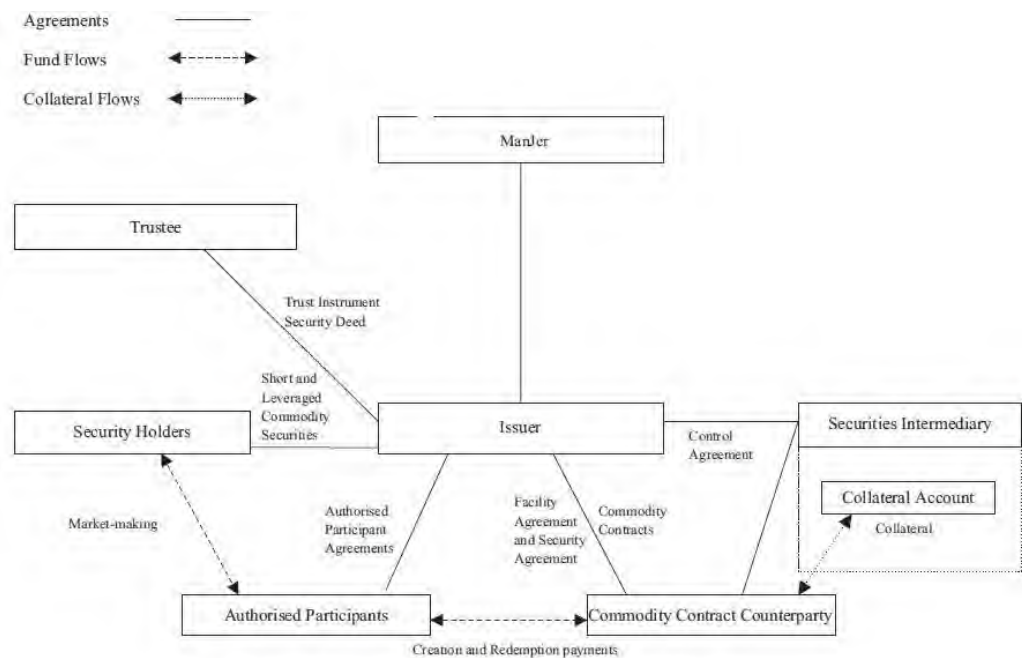 Agreements
Fund Flows
Collateral Flows
ManJer
Trustee
Trust Instrument
Security Deed
Short and
Leveraged
Commodity
Securities
Security Holders
Issuer
Control
Agreement
Securities Intermediary
Collateral Account
Collateral
Market-making
Authorised
Participant
Agreements
Facility
Agreement
and Security
Agreement
Commodity
Contracts
Authorised Participants
Commodity Contract Counterparty
Creation and Redemption payments